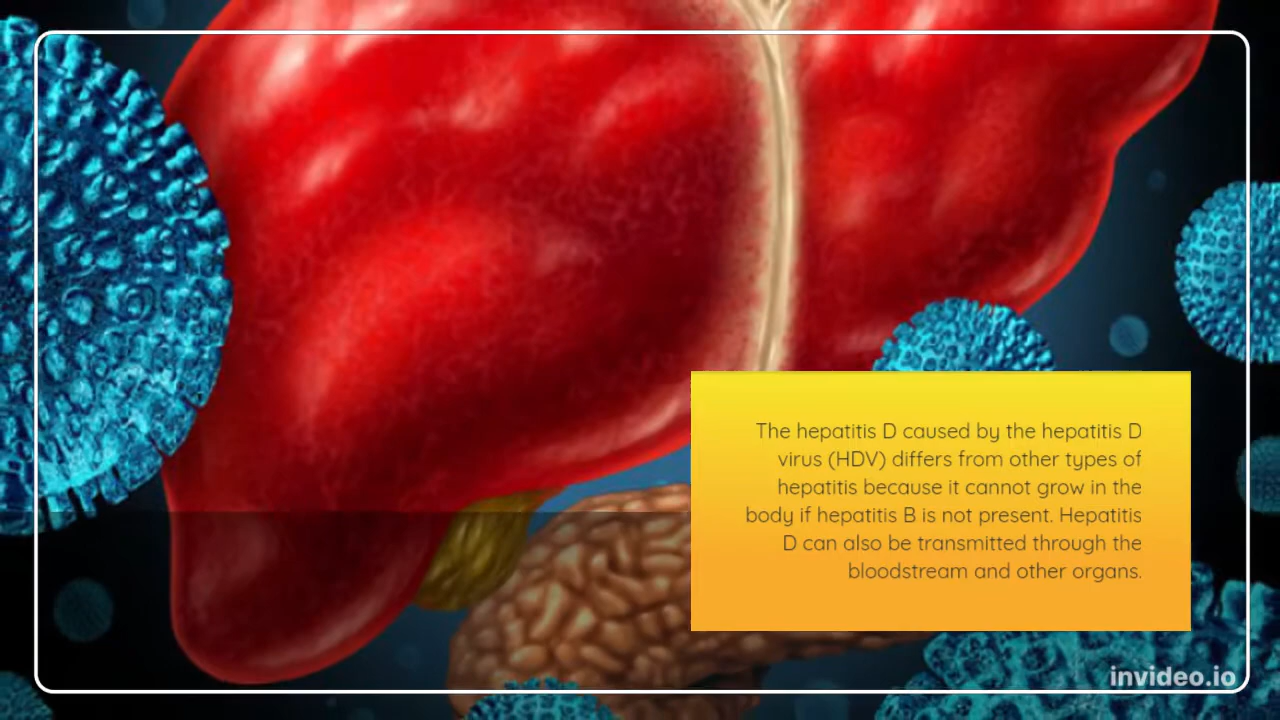 The hepatitis D caused by the hepatitis D
virus (HDV) differs from other types of
hepatitis because it cannot grow in the
body if hepatitis B is not present. Hepatitis
D can also be transmitted through the
bloodstream and other organs.
invideo.io